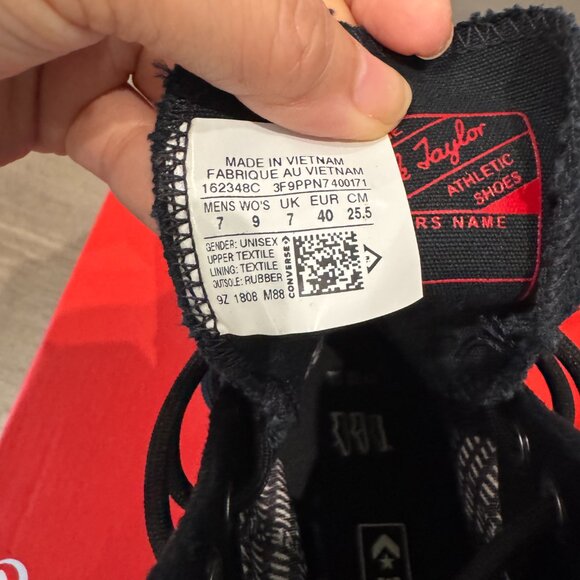 MADE IN VIETNAM
FABRIQUE AU VIETNAM
162348C 3F9PPN7400171
MENS WO'S UK EUR CM
7 9 7 40 25.5
GENDER: UNISEX
UPPER TEXTILE
LINING: TEXTILE
OUTSOLE: RUBBER
9Z 1808 M88
CONVERSE
Taylor
ATHLETIC
SHOES
RS NAME